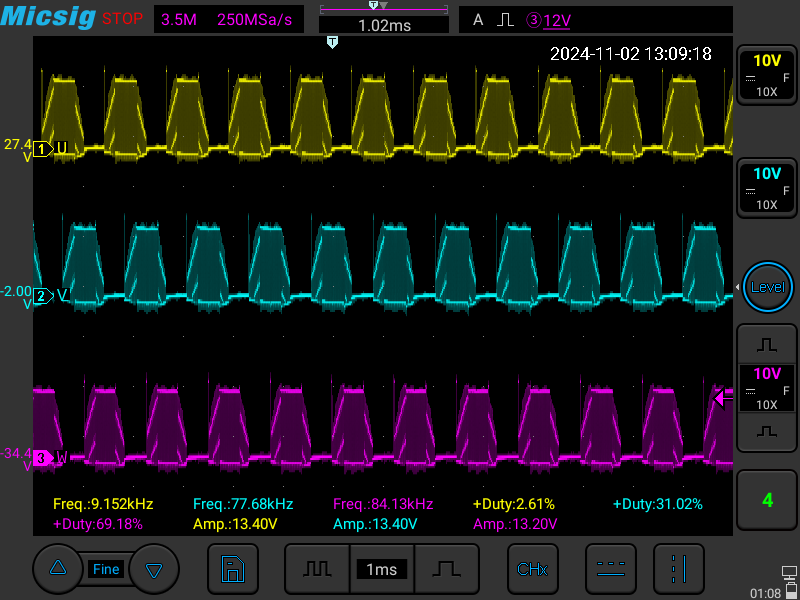 Micsig STOP 3.5M 250MSa/s T 1.02ms A 3 12V
T
2024-11-02 13:09:18
10V
F
10X
27.4 1 U
V
10V
F
10X
-2.00 2 V
V
Level
10V
F
10X
-34.4 3 W
V
Freq.:9.152kHz Freq.:77.68kHz Freq.:84.13kHz +Duty:2.61% +Duty:31.02%
+Duty:69.18% Amp.:13.40V Amp.:13.40V Amp.:13.20V
4
Fine 1ms CHx
01:08